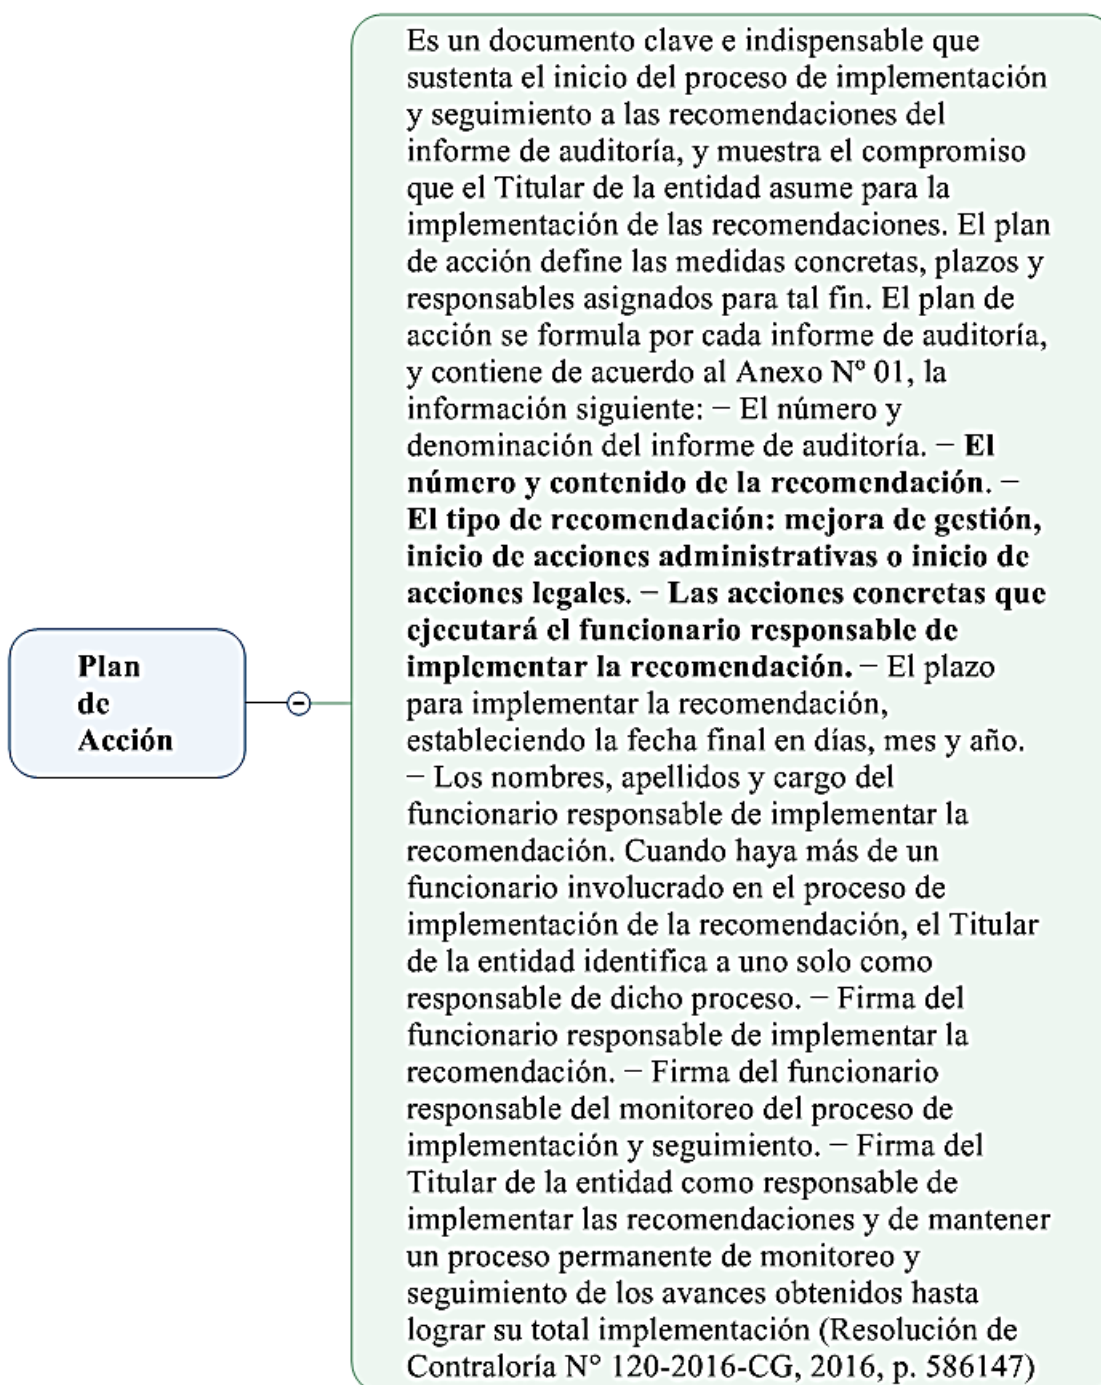 Plan
de
Acción
Es un documento clave e indispensable que
sustenta el inicio del proceso de implementación
y seguimiento a las recomendaciones del
informe de auditoría, y muestra el compromiso
que el Titular de la entidad asume para la
implementación de las recomendaciones. El plan
de acción define las medidas concretas, plazos y
responsables asignados para tal fin. El plan de
acción se formula por cada informe de auditoría,
y contiene de acuerdo al Anexo Nº 01, la
información siguiente: − El número y
denominación del informe de auditoría. − El
número y contenido de la recomendación. −
El tipo de recomendación: mejora de gestión,
inicio de acciones administrativas o inicio de
acciones legales. − Las acciones concretas que
ejecutará el funcionario responsable de
implementar la recomendación. − El plazo
para implementar la recomendación,
estableciendo la fecha final en días, mes y año.
− Los nombres, apellidos y cargo del
funcionario responsable de implementar la
recomendación. Cuando haya más de un
funcionario involucrado en el proceso de
implementación de la recomendación, el Titular
de la entidad identifica a uno solo como
responsable de dicho proceso. − Firma del
funcionario responsable de implementar la
recomendación. − Firma del funcionario
responsable del monitoreo del proceso de
implementación y seguimiento. − Firma del
Titular de la entidad como responsable de
implementar las recomendaciones y de mantener
un proceso permanente de monitoreo y
seguimiento de los avances obtenidos hasta
lograr su total implementación (Resolución de
Contraloría N° 120-2016-CG, 2016, p. 586147)